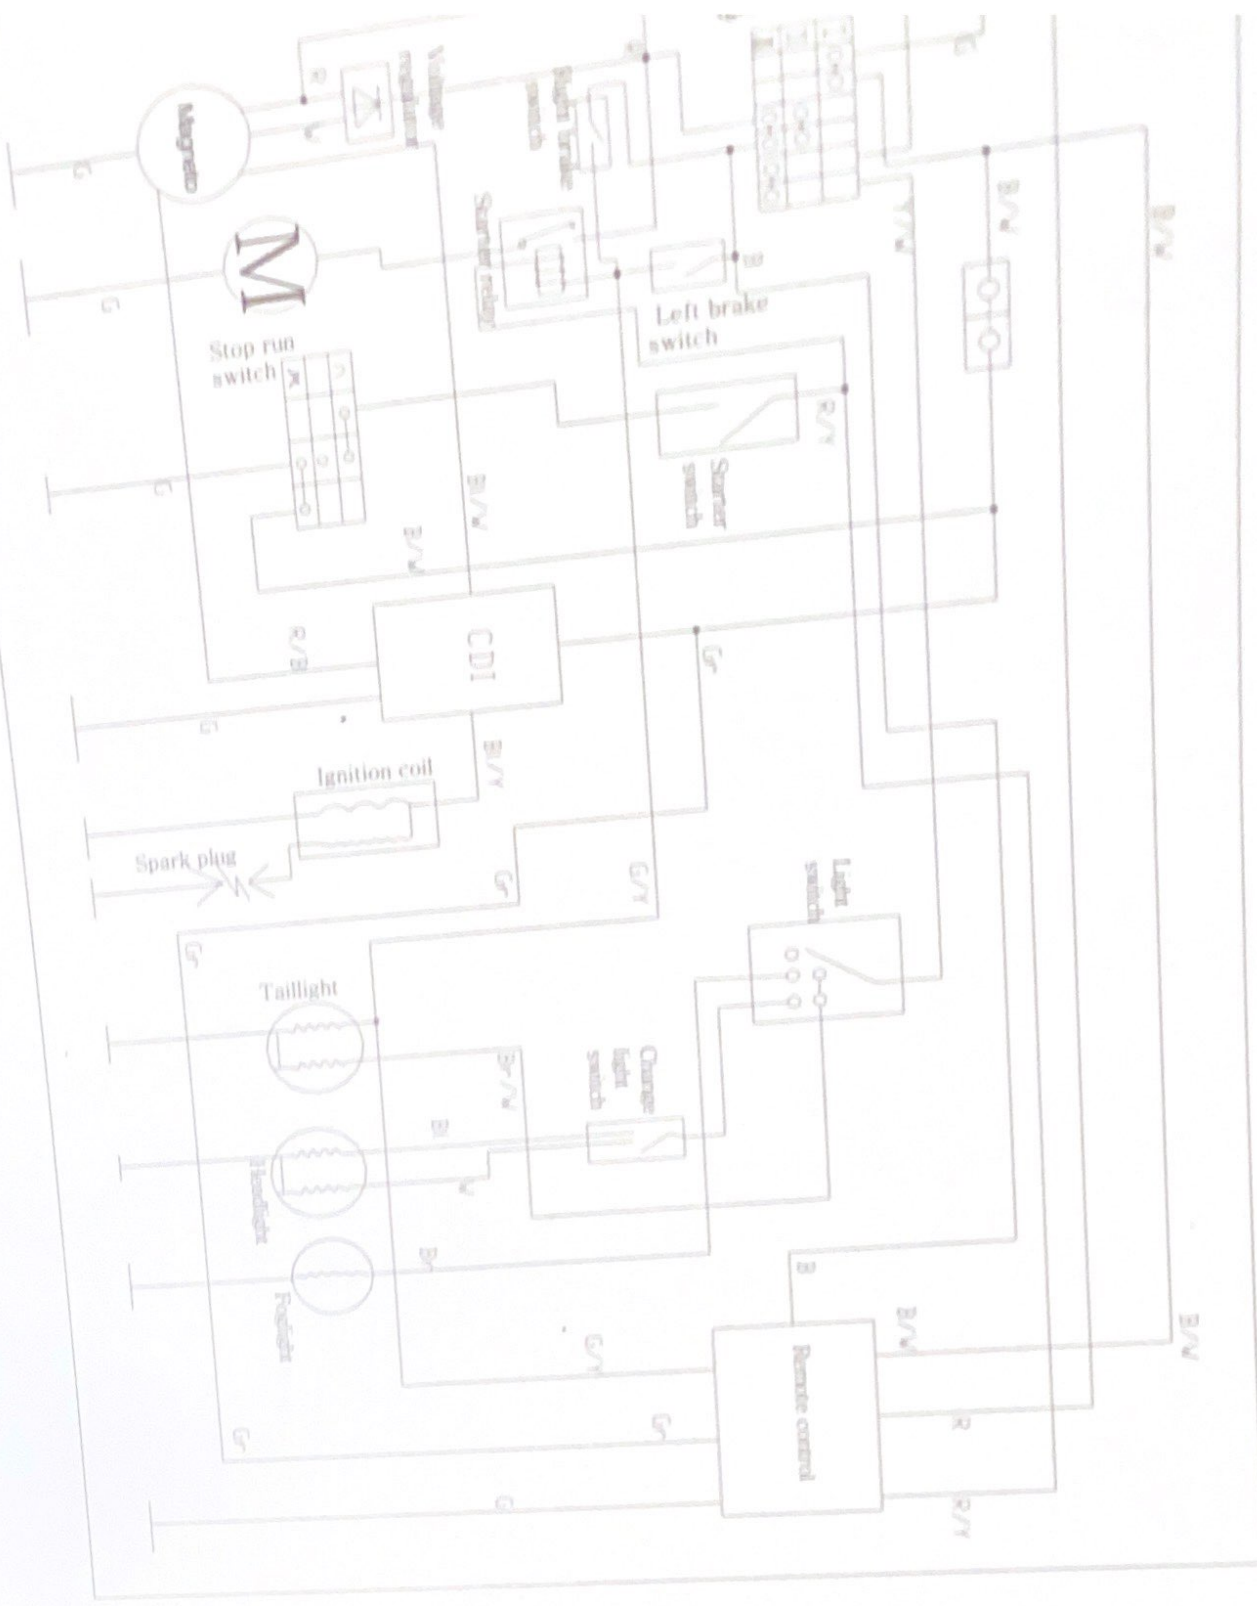 Voltage
regulator
R
W
Magneto
G
Right brake
switch
G
B/W
B/W
Y/W
B
M
G
Starter relay
Left brake
switch
Stop run
switch
R/Y
Starter
switch
G
Bl/W
B/W
CDI
R/Bl
G
Gr
Bl/Y
Ignition coil
Spark plug
Gr
G/Y
Light
switch
Gr
Taillight
Br/W
Change
light
switch
Bl
W
Headlight
Br
Foglight
B
B/W
B/W
G/Y
Remote control
Gr
Gr
R
G
R/Y